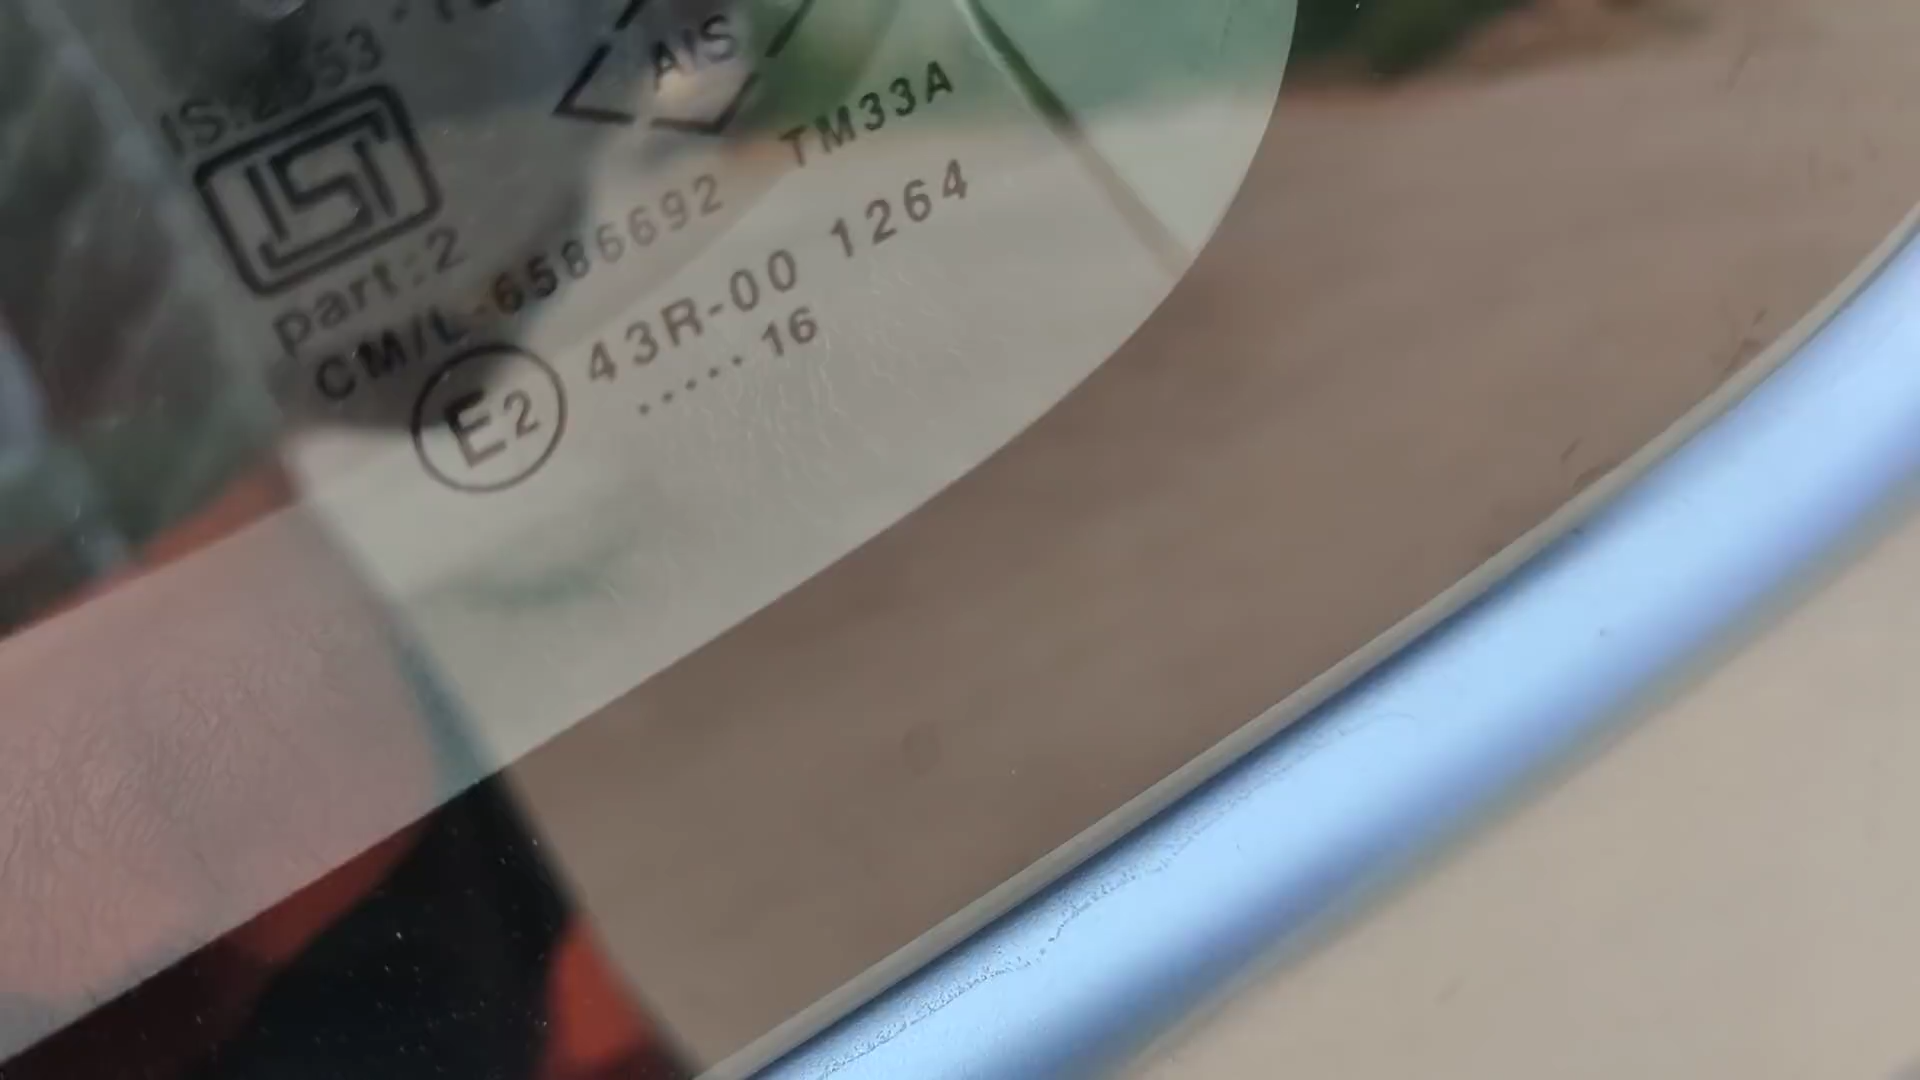 IS:2553
AIS
ISI
part:2
CM/L-6586692 TM33A
E2 43R-00 1264
.....16